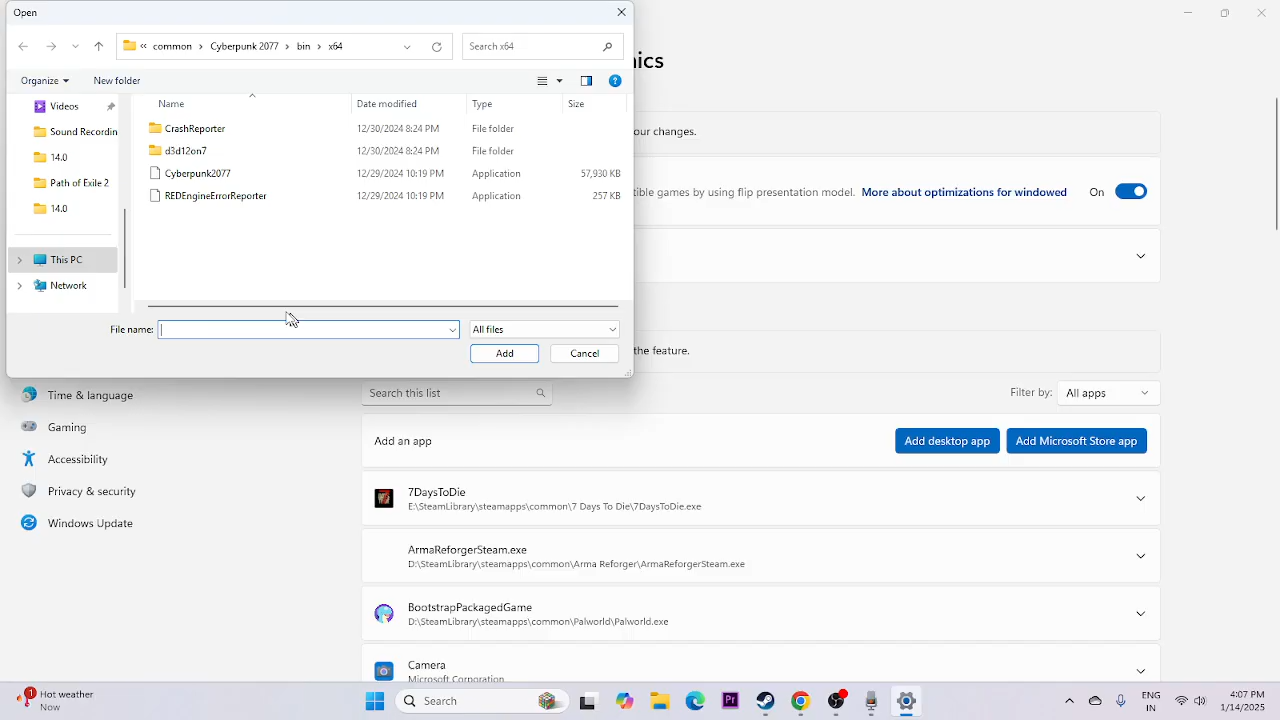 Open
« common > Cyberpunk 2077 > bin > x64
Search x64
Organize
New folder
Videos
Sound Recordin
14.0
Path of Exile 2
14.0
This PC
Network
Name Date modified Type Size
CrashReporter 12/30/2024 8:24 PM File folder
d3d12on7 12/30/2024 8:24 PM File folder
Cyberpunk2077 12/29/2024 10:19 PM Application 57,930 KB
REDEngineErrorReporter 12/29/2024 10:19 PM Application 257 KB
File name:
All files
Add
Cancel
ics
our changes.
tible games by using flip presentation model. More about optimizations for windowed
On
the feature.
Time & language
Gaming
Accessibility
Privacy & security
Windows Update
Search this list
Filter by: All apps
Add an app
Add desktop app
Add Microsoft Store app
7DaysToDie
E:\SteamLibrary\steamapps\common\7 Days To Die\7DaysToDie.exe
ArmaReforgerSteam.exe
D:\SteamLibrary\steamapps\common\Arma Reforger\ArmaReforgerSteam.exe
BootstrapPackagedGame
D:\SteamLibrary\steamapps\common\Palworld\Palworld.exe
Camera
Microsoft Corporation
1
Hot weather
Now
Search
Pr
ENG
IN
4:07 PM
1/14/2025